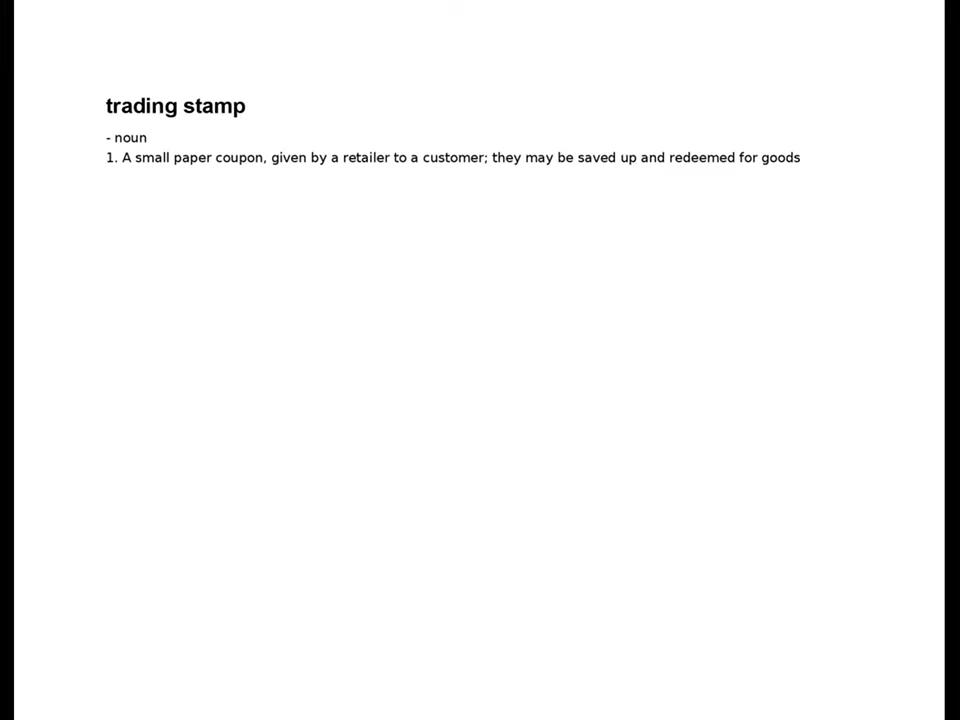 trading stamp
- noun
1. A small paper coupon, given by a retailer to a customer; they may be saved up and redeemed for goods